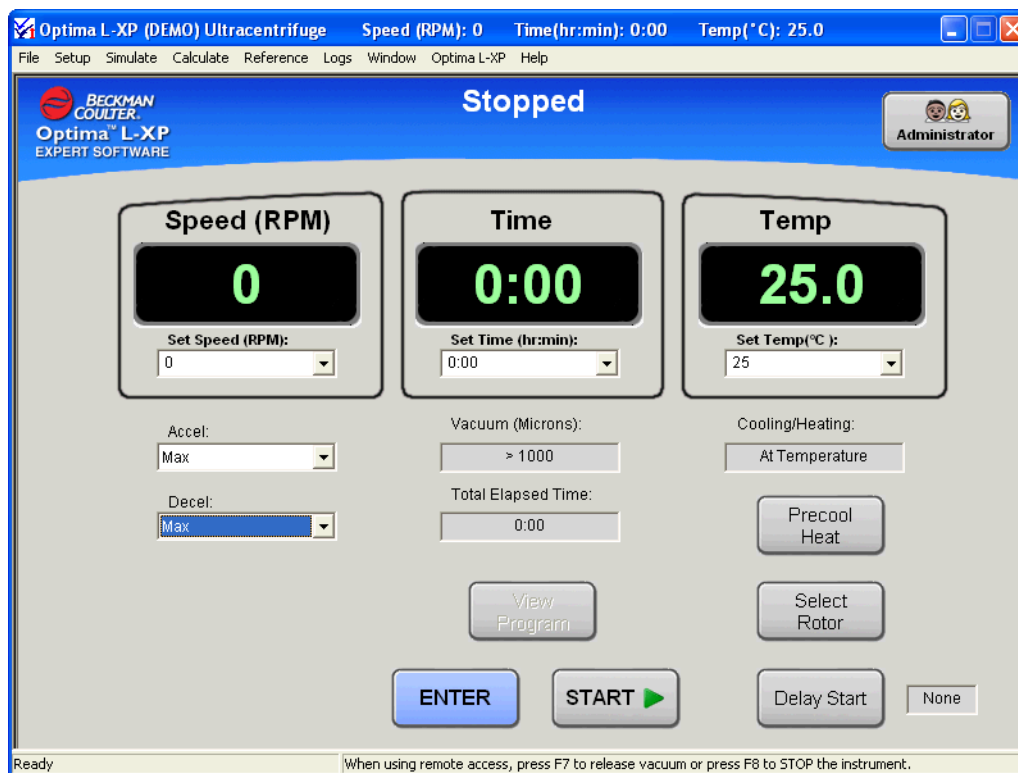 Optima L-XP (DEMO) Ultracentrifuge Speed (RPM): 0 Time(hr:min): 0:00 Temp(°C): 25.0
File Setup Simulate Calculate Reference Logs Window Optima L-XP Help
BECKMAN
COULTER.
Optima™ L-XP
EXPERT SOFTWARE
Stopped
Administrator
Speed (RPM)
0
Set Speed (RPM):
0
Time
0:00
Set Time (hr:min):
0:00
Temp
25.0
Set Temp(°C ):
25
Accel:
Max
Decel:
Max
Vacuum (Microns):
> 1000
Total Elapsed Time:
0:00
Cooling/Heating:
At Temperature
Precool
Heat
View
Program
Select
Rotor
ENTER
START
Delay Start
None
Ready
When using remote access, press F7 to release vacuum or press F8 to STOP the instrument.